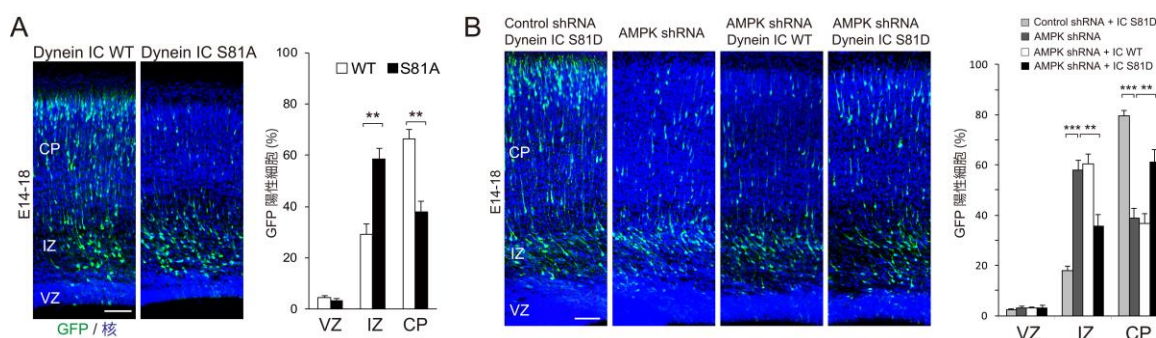 A
Dynein IC WT Dynein IC S81A
E14-18
CP
IZ
VZ
GFP / 核
GFP 陽性細胞 (%)
100
80
60
40
20
0
WT S81A
** **
VZ IZ CP
B
Control shRNA
Dynein IC S81D
AMPK shRNA
AMPK shRNA
Dynein IC WT
AMPK shRNA
Dynein IC S81D
E14-18
CP
IZ
VZ
Control shRNA + IC S81D
AMPK shRNA
AMPK shRNA + IC WT
AMPK shRNA + IC S81D
GFP 陽性細胞 (%)
100
80
60
40
20
0
*** ** *** **
VZ IZ CP